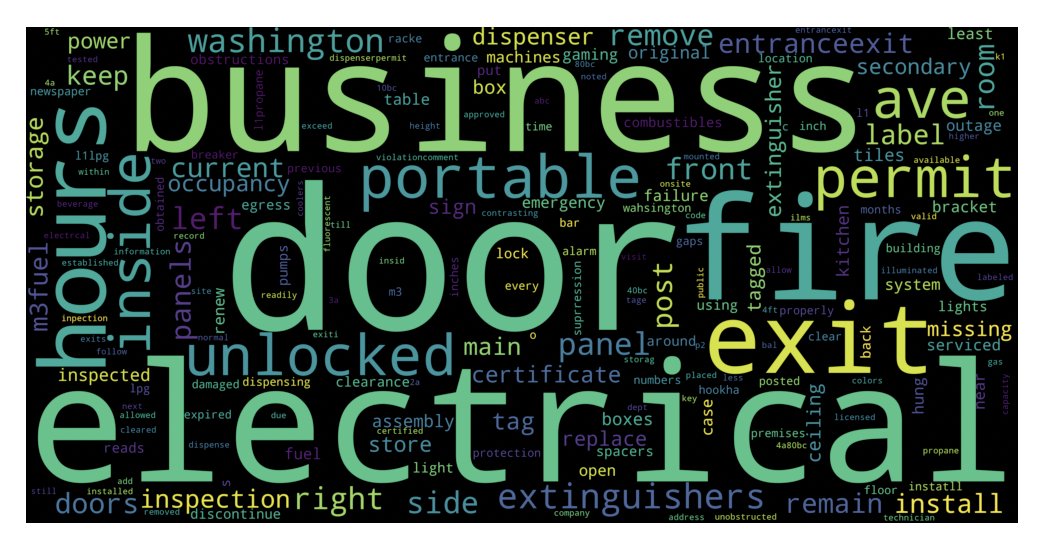 5ft
power
racke
washington
dispenser
remove
entranceexit
least
tested
obstructions
dispenserpermit
entrance
machines
gaming
original
location
k1
4a
keep
business
put
80bc
noted
secondary
room
newspaper
10bc
table
box
abc
extinguisher
ave
one
storage
l1propane
exceed
height
approved
time
combustibles
c
inch
l1
label
higher
hours
l1lpg
breaker
previous
violationcomment
mounted
tiles
outage
within
two
current
portable
front
available
permit
inside
obtained
occupancy
coolers
egress
emergency
onsite
failure
code
ilms
months
valid
bracket
beverage
left
sign
contrasting
wahsington
kitchen
electrcal
record
till
fluorescent
bar
gaps
building
illuminated
information
door
fire
established
panels
pumps
insid
lock
alarm
system
m3fuel
site
inches
every
visit
public
tagged
allow
labeled
renew
readily
m3
suprression
40bc
post
using
lights
inpection
3a
tage
4ft
properly
exits
normal
exiti
o
around
p2
exit
missing
follow
unlocked
main
panel
bal
clear
back
serviced
inspected
damaged
dispensing
clearance
2a
certificate
storag
placed
less
posted
colors
hung
near
gas
lpg
numbers
hookha
key
next
expired
due
assembly
tag
boxes
dept
case
premises
ceiling
licensed
capacity
allowed
certified
cleared
dispense
store
replace
4a80bc
reads
fuel
protection
spacers
propane
electrical
light
open
add
s
still
installed
inspection
right
side
extinguishers
floor
instatll
doors
removed
discontinue
company
address
unobstructed
remain
install
technician